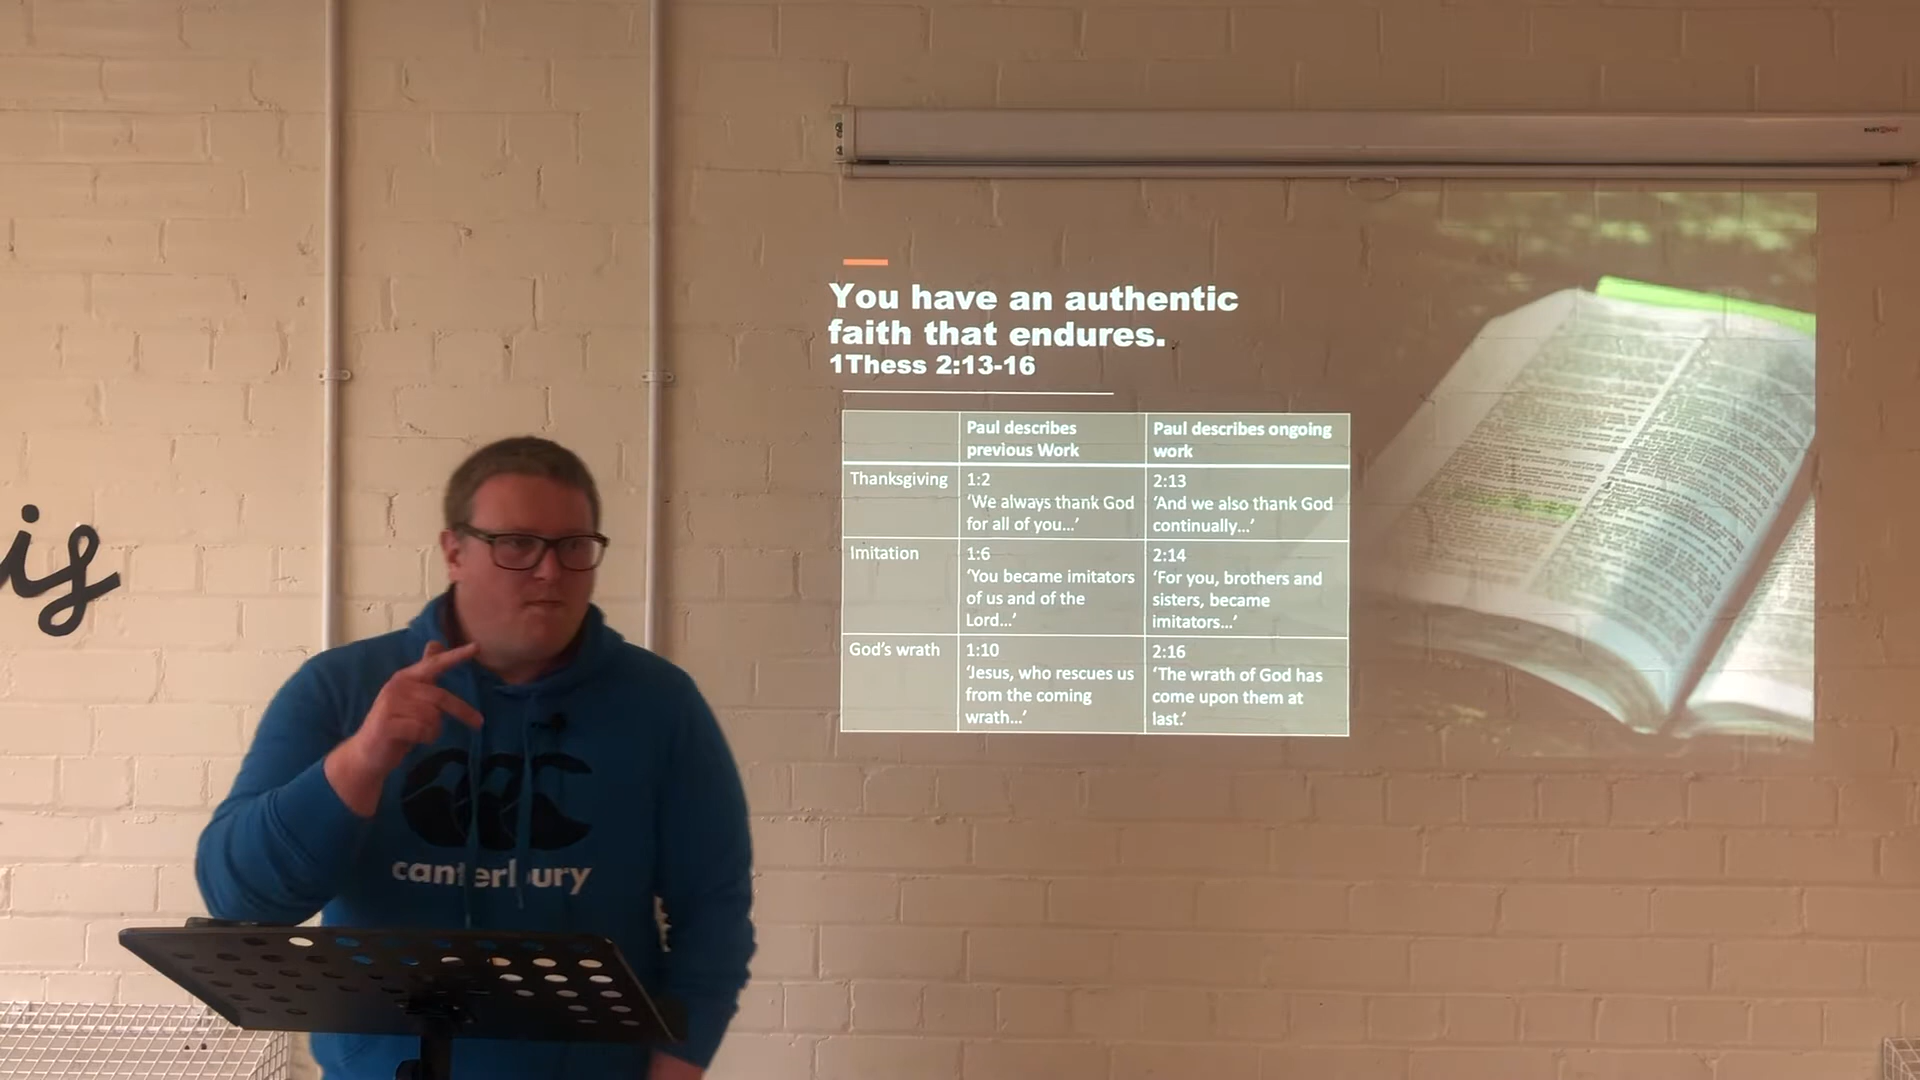 is
You have an authentic
faith that endures.
1Thess 2:13-16
Paul describes
previous Work
Paul describes ongoing
work
Thanksgiving
1:2
‘We always thank God
for all of you...’
2:13
‘And we also thank God
continually...’
Imitation
1:6
‘You became imitators
of us and of the
Lord...’
2:14
‘For you, brothers and
sisters, became
imitators...’
God’s wrath
1:10
‘Jesus, who rescues us
from the coming
wrath...’
2:16
‘The wrath of God has
come upon them at
last.’
canterbury